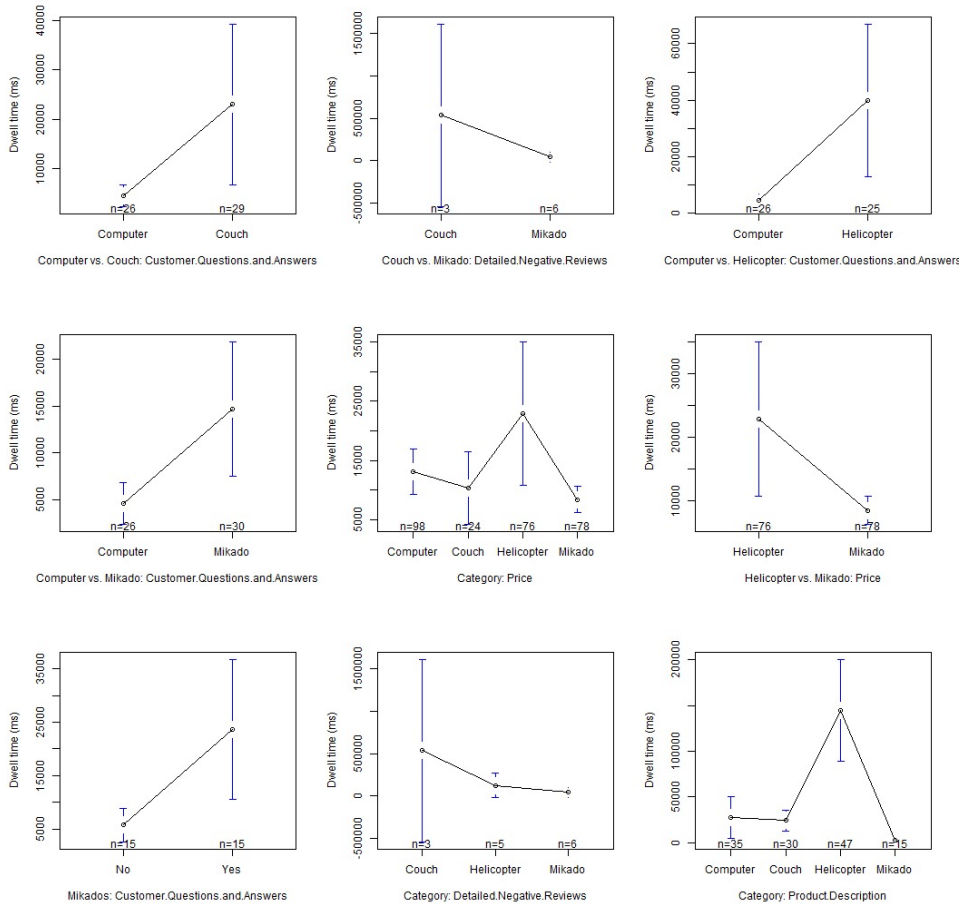 Dwell time (ms)
40000
30000
20000
10000
n=26 n=29
Computer Couch
Computer vs. Couch: Customer.Questions.and.Answers
Dwell time (ms)
1500000
500000
0
-500000
n=3 n=6
Couch Mikado
Couch vs. Mikado: Detailed.Negative.Reviews
Dwell time (ms)
60000
40000
20000
0
n=26 n=25
Computer Helicopter
Computer vs. Helicopter: Customer.Questions.and.Answers
Dwell time (ms)
20000
15000
10000
5000
n=26 n=30
Computer Mikado
Computer vs. Mikado: Customer.Questions.and.Answers
Dwell time (ms)
35000
25000
15000
5000
n=98 n=24 n=76 n=78
Computer Couch Helicopter Mikado
Category: Price
Dwell time (ms)
30000
20000
10000
n=76 n=78
Helicopter Mikado
Helicopter vs. Mikado: Price
Dwell time (ms)
35000
25000
15000
5000
n=15 n=15
No Yes
Mikados: Customer.Questions.and.Answers
Dwell time (ms)
1500000
500000
0
-500000
n=3 n=5 n=6
Couch Helicopter Mikado
Category: Detailed.Negative.Reviews
Dwell time (ms)
200000
100000
50000
0
n=35 n=30 n=47 n=15
Computer Couch Helicopter Mikado
Category: Product.Description